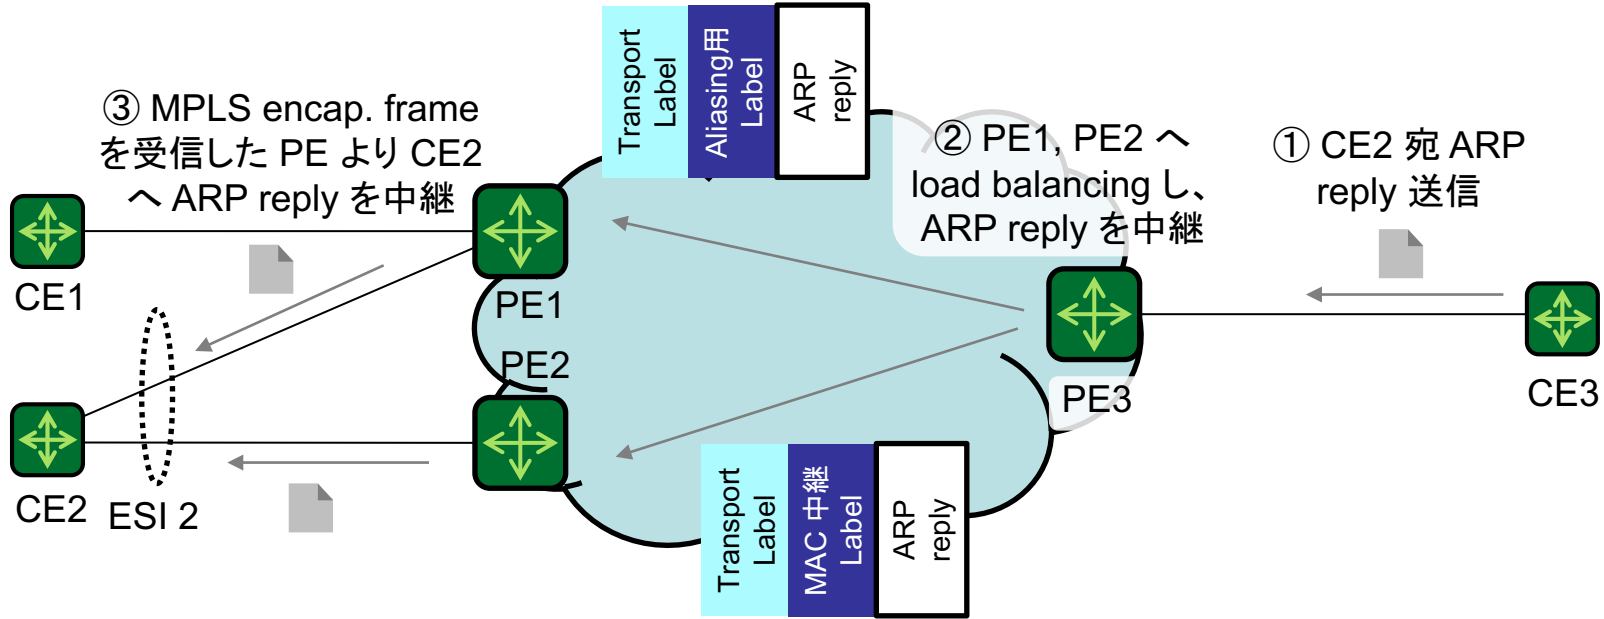 Transport
Label
Aliasing用
Label
ARP
reply
③ MPLS encap. frame
を受信した PE より CE2
へ ARP reply を中継
② PE1, PE2 へ
load balancing し、
ARP reply を中継
① CE2 宛 ARP
reply 送信
CE1
PE1
PE2
PE3
CE3
CE2
ESI 2
Transport
Label
MAC 中継
Label
ARP
reply